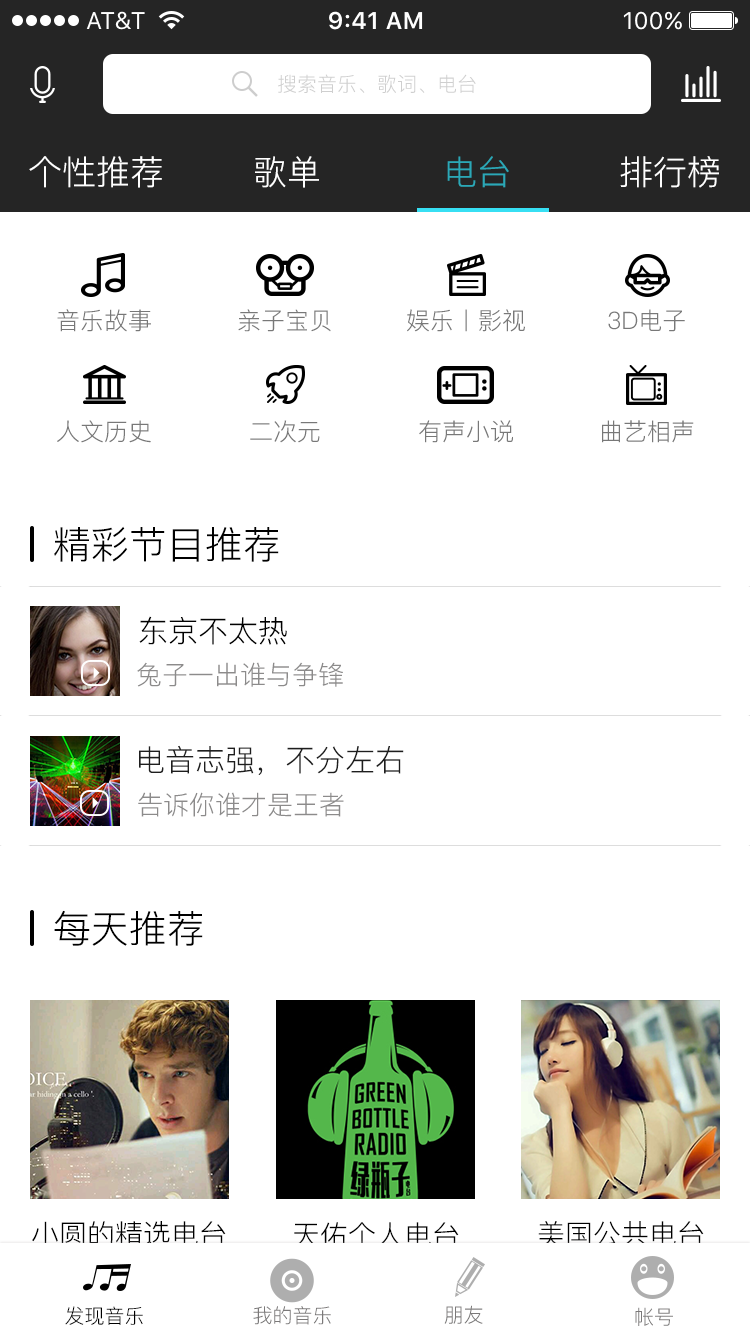 AT&T 9:41 AM 100%
搜索音乐、歌词、电台
个性推荐 歌单 电台 排行榜
音乐故事 亲子宝贝 娱乐丨影视 3D电子
人文历史 二次元 有声小说 曲艺相声
精彩节目推荐
东京不太热
兔子一出谁与争锋
电音志强，不分左右
告诉你谁才是王者
每天推荐
OICE.
hiding in a cello'.
GREEN
BOTTLE
RADIO
绿瓶子
小圆的精选电台 天佑个人电台 美国公共电台
发现音乐 我的音乐 朋友 帐号